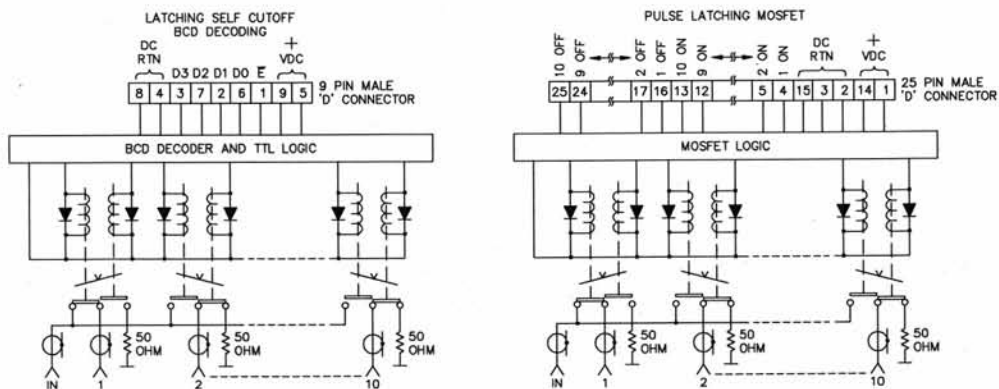 LATCHING SELF CUTOFF
BCD DECODING
DC
RTN
D3 D7 D2 D1 D0 E̅
+
VDC
8 4 3 7 2 6 1 9 5
9 PIN MALE
'D' CONNECTOR
BCD DECODER AND TTL LOGIC
50
OHM
50
OHM
50
OHM
IN 1 2 10
PULSE LATCHING MOSFET
10 OFF
9 OFF
2 OFF
1 OFF
10 ON
9 ON
2 ON
1 ON
DC
RTN
+
VDC
25 24 17 16 13 12 5 4 15 3 2 14 1
25 PIN MALE
'D' CONNECTOR
MOSFET LOGIC
50
OHM
50
OHM
50
OHM
IN 1 2 10